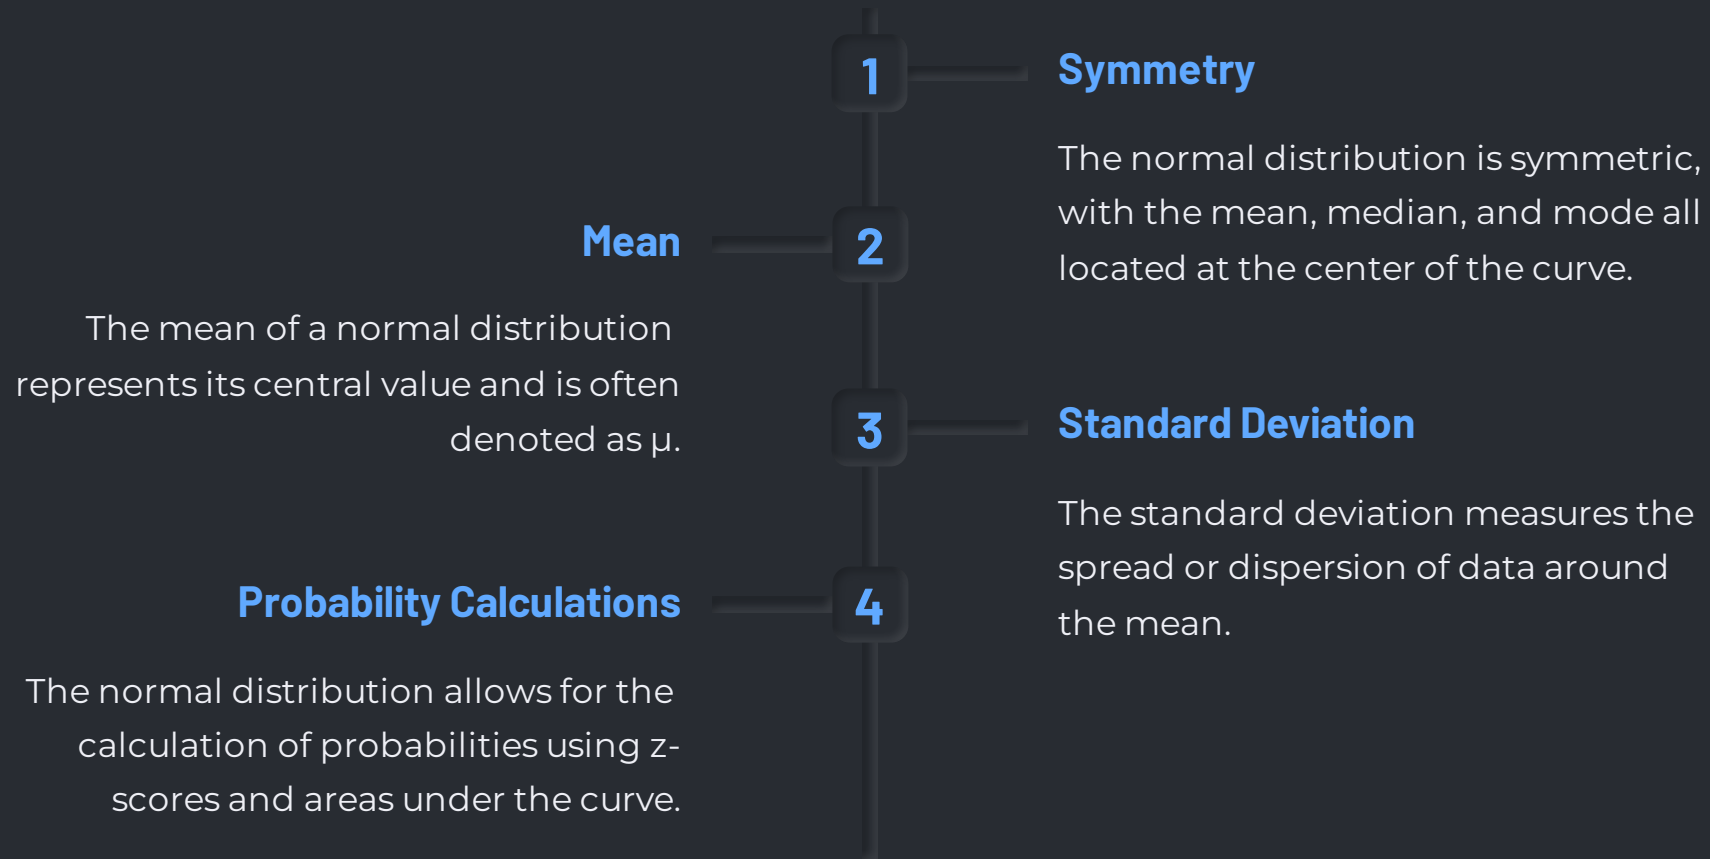 1
Symmetry
The normal distribution is symmetric,
with the mean, median, and mode all
located at the center of the curve.
2
Mean
The mean of a normal distribution
represents its central value and is often
denoted as μ.
3
Standard Deviation
The standard deviation measures the
spread or dispersion of data around
the mean.
4
Probability Calculations
The normal distribution allows for the
calculation of probabilities using z-
scores and areas under the curve.